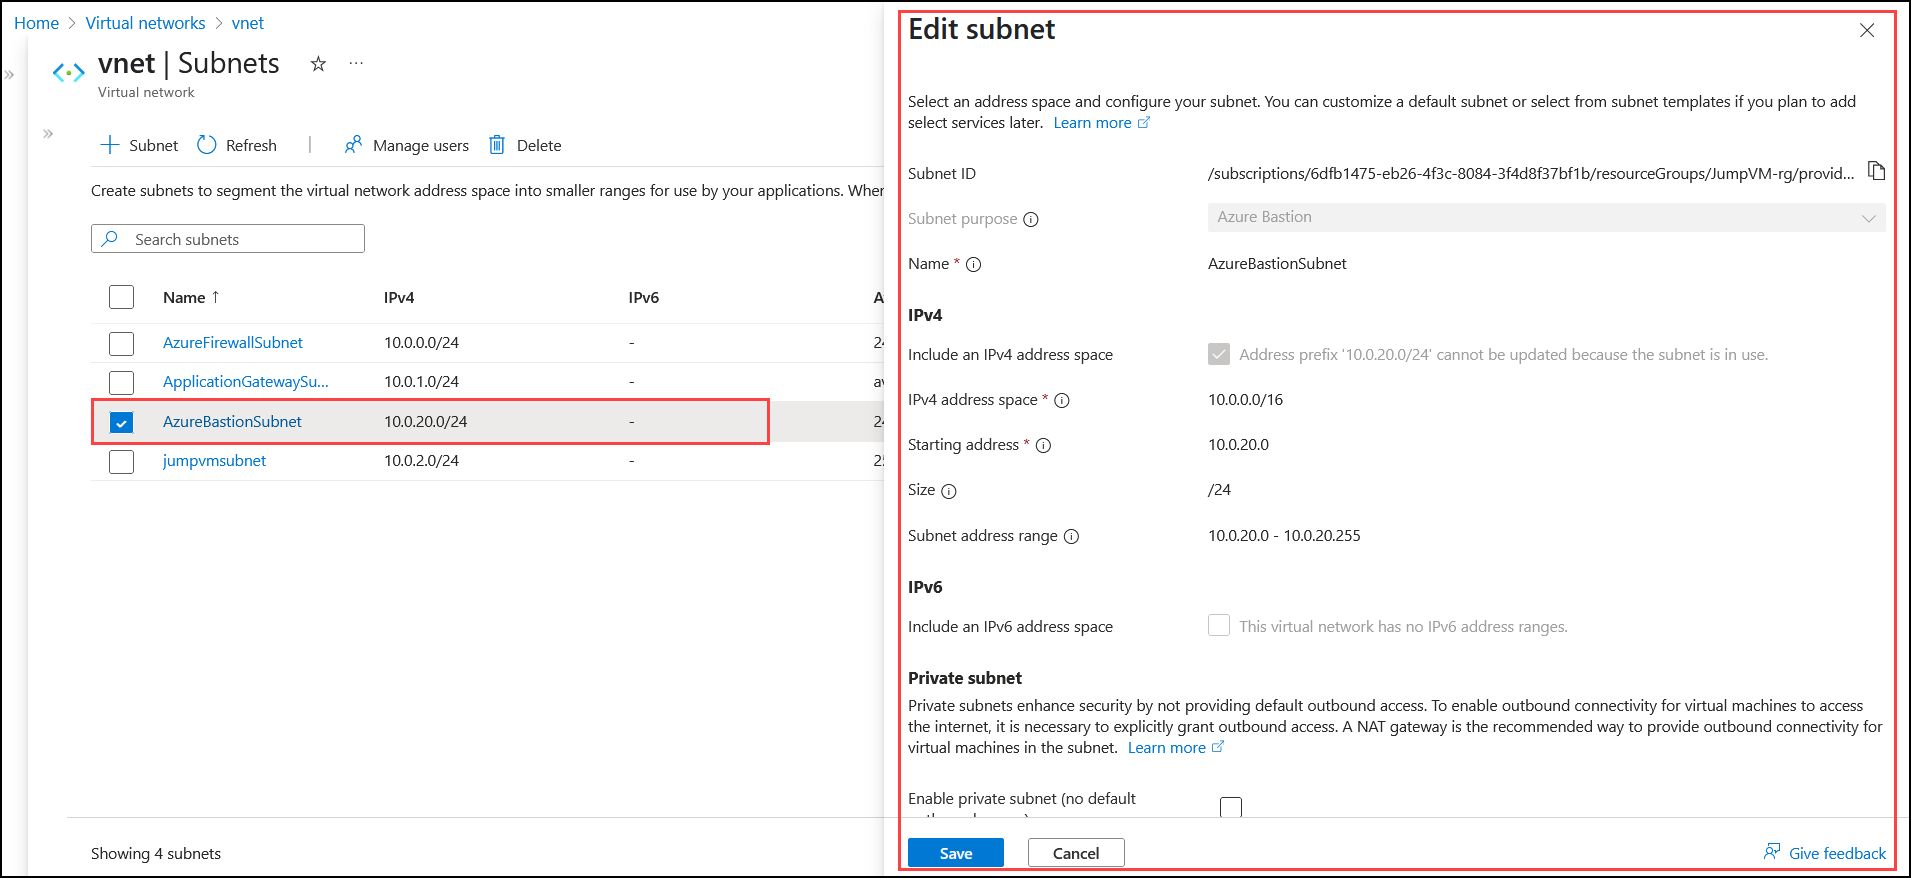 Home > Virtual networks > vnet
vnet | Subnets
Virtual network
Subnet Refresh | Manage users Delete
Create subnets to segment the virtual network address space into smaller ranges for use by your applications. When
Search subnets
Name ↑ IPv4 IPv6
AzureFirewallSubnet 10.0.0.0/24 -
ApplicationGatewaySu... 10.0.1.0/24 - av
AzureBastionSubnet 10.0.20.0/24 -
jumpvmsubnet 10.0.2.0/24 -
Showing 4 subnets
Edit subnet
Select an address space and configure your subnet. You can customize a default subnet or select from subnet templates if you plan to add
select services later. Learn more
Subnet ID /subscriptions/6dfb1475-eb26-4f3c-8084-3f4d8f37bf1b/resourceGroups/JumpVM-rg/provid...
Subnet purpose Azure Bastion
Name * AzureBastionSubnet
IPv4
Include an IPv4 address space Address prefix '10.0.20.0/24' cannot be updated because the subnet is in use.
IPv4 address space * 10.0.0.0/16
Starting address * 10.0.20.0
Size /24
Subnet address range 10.0.20.0 - 10.0.20.255
IPv6
Include an IPv6 address space This virtual network has no IPv6 address ranges.
Private subnet
Private subnets enhance security by not providing default outbound access. To enable outbound connectivity for virtual machines to access
the internet, it is necessary to explicitly grant outbound access. A NAT gateway is the recommended way to provide outbound connectivity for
virtual machines in the subnet. Learn more
Enable private subnet (no default
Save Cancel Give feedback